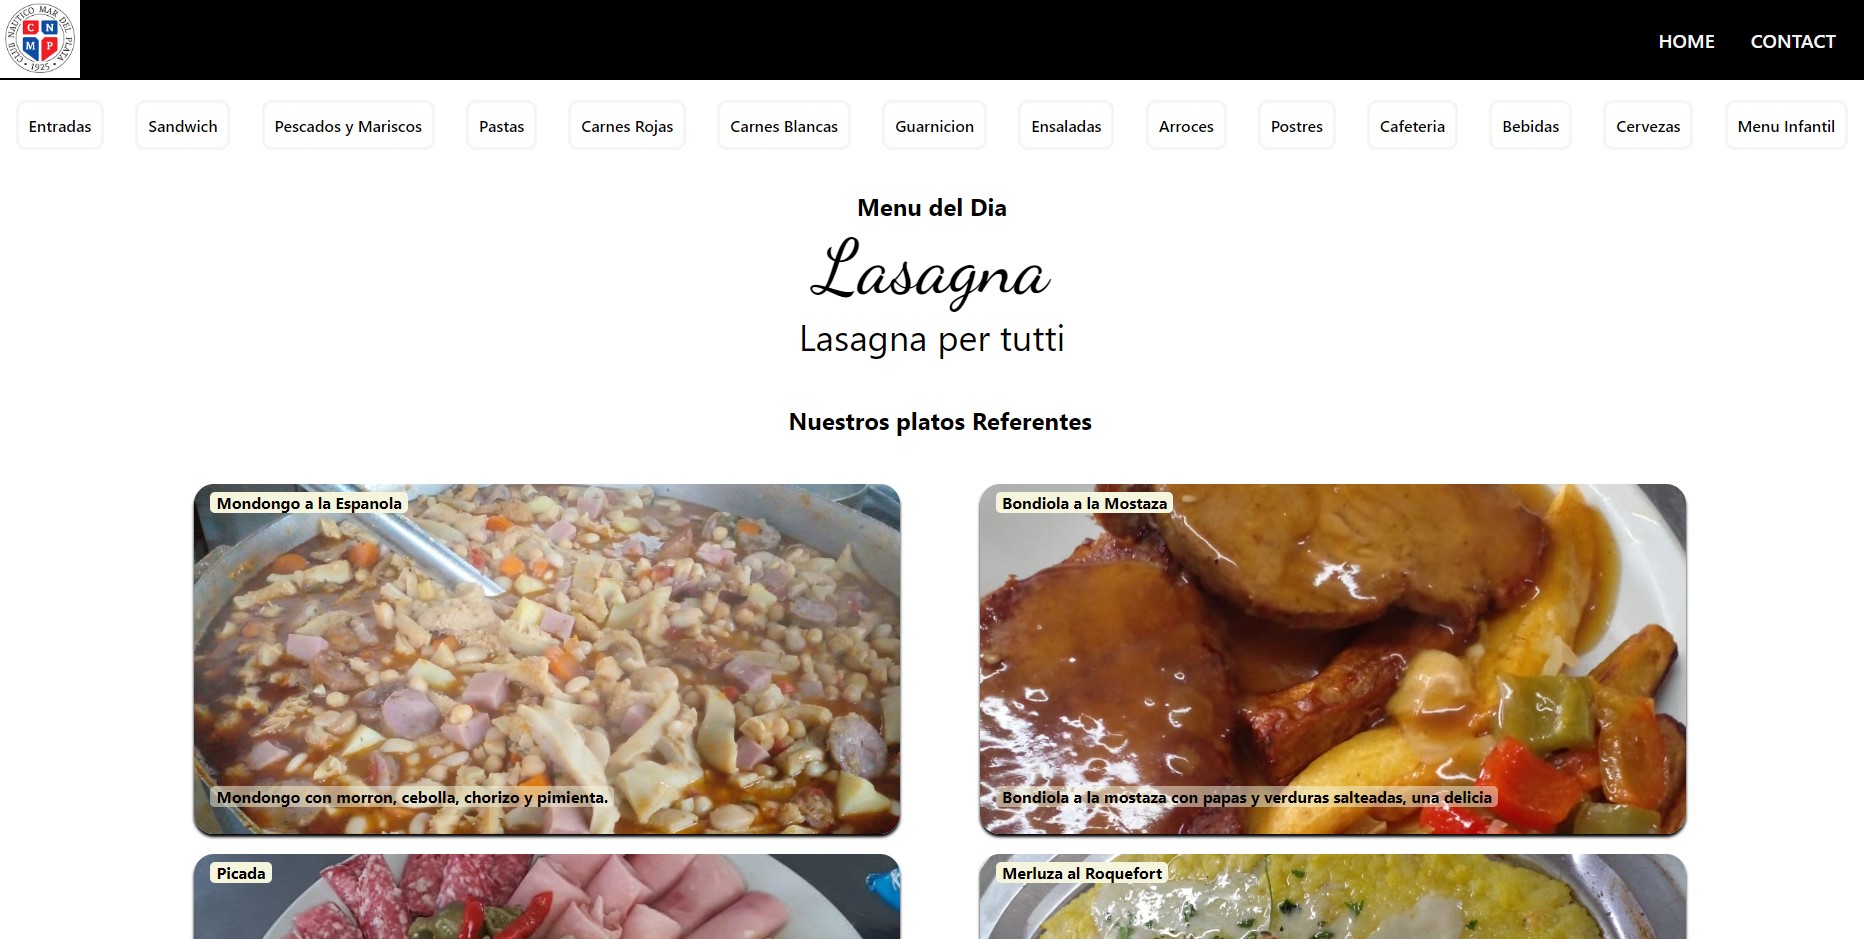 CLUB NAUTICO MAR DEL PLATA
C N
M P
• 1925 •
HOME CONTACT
Entradas Sandwich Pescados y Mariscos Pastas Carnes Rojas Carnes Blancas Guarnicion Ensaladas Arroces Postres Cafeteria Bebidas Cervezas Menu Infantil
Menu del Dia
Lasagna
Lasagna per tutti
Nuestros platos Referentes
Mondongo a la Espanola
Mondongo con morron, cebolla, chorizo y pimienta.
Bondiola a la Mostaza
Bondiola a la mostaza con papas y verduras salteadas, una delicia
Picada
Merluza al Roquefort